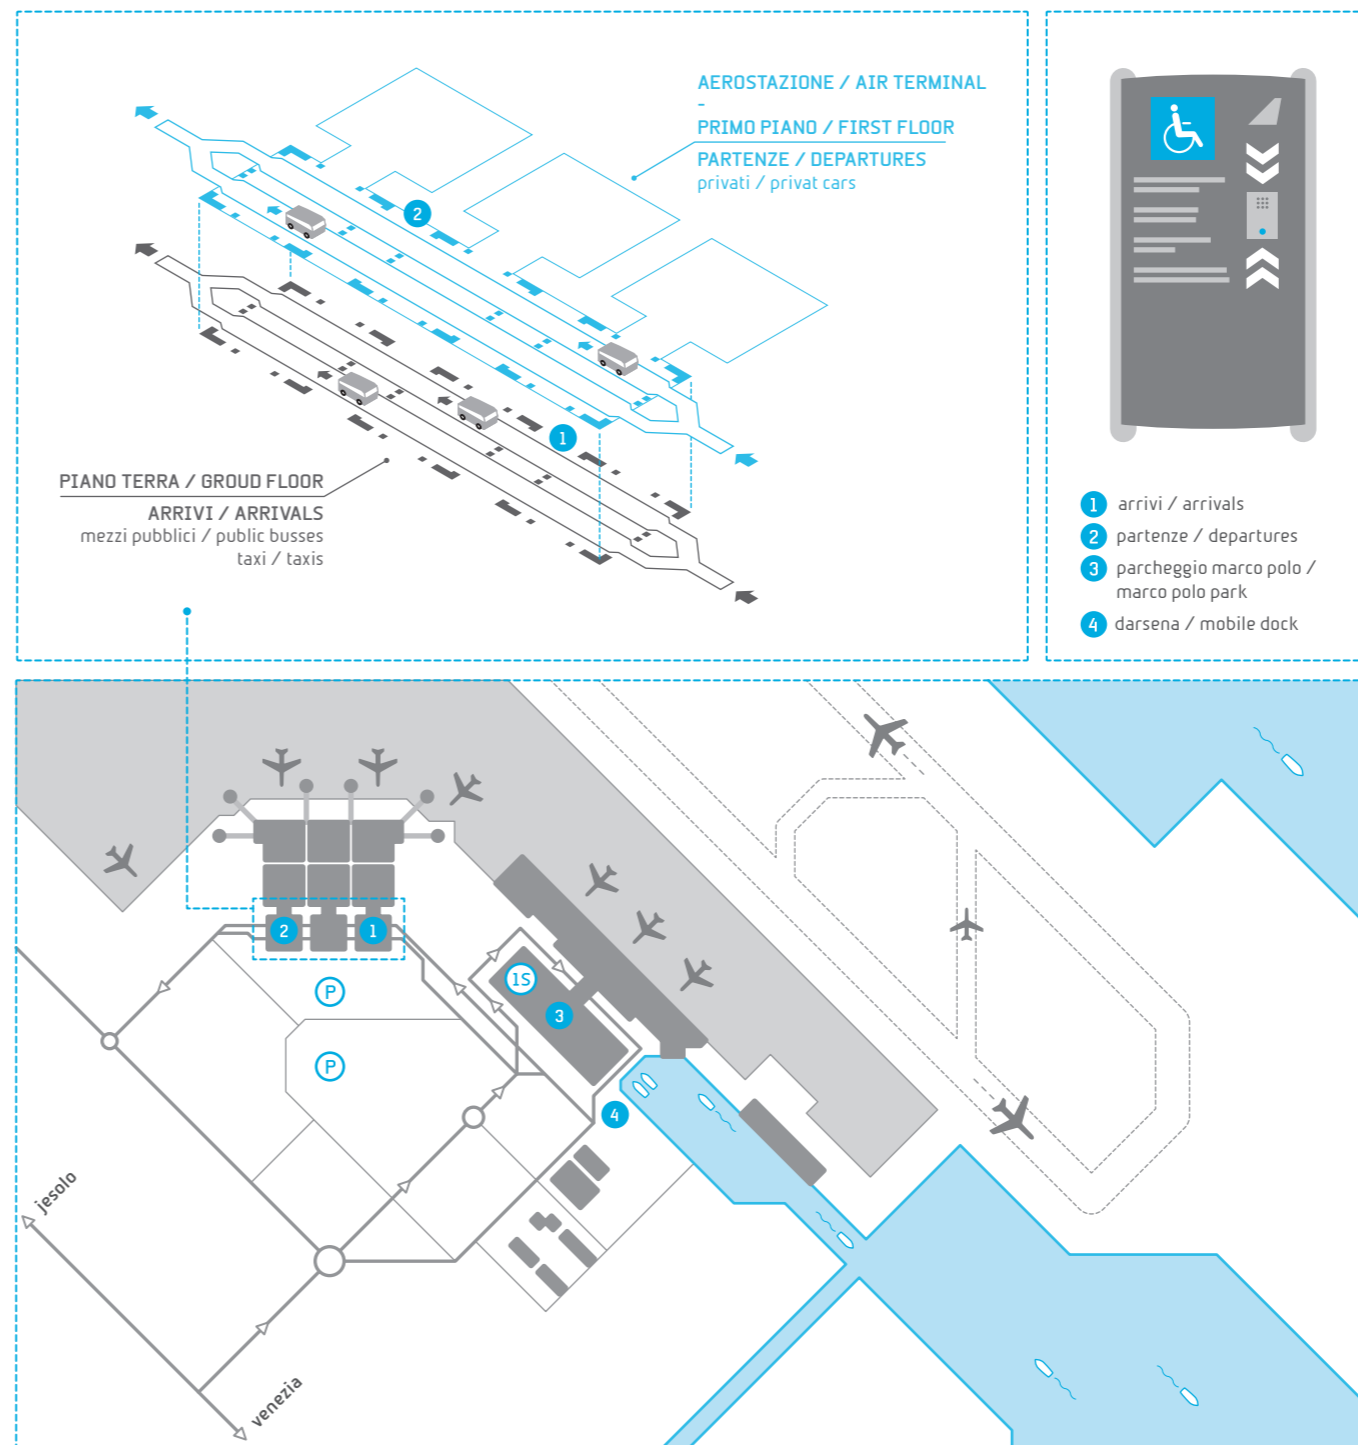 AEROSTAZIONE / AIR TERMINAL
-
PRIMO PIANO / FIRST FLOOR
PARTENZE / DEPARTURES
privati / privat cars
2
1
PIANO TERRA / GROUD FLOOR
ARRIVI / ARRIVALS
mezzi pubblici / public busses
taxi / taxis
1 arrivi / arrivals
2 partenze / departures
3 parcheggio marco polo /
marco polo park
4 darsena / mobile dock
2
1
P
1S
3
P
4
jesolo
venezia